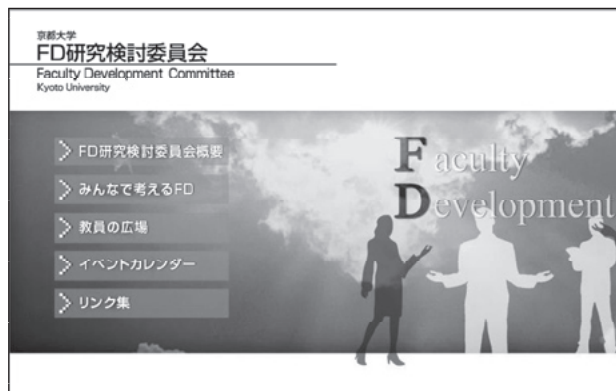 京都大学
FD研究検討委員会
Faculty Development Committee
Kyoto University
FD研究検討委員会概要
みんなで考えるFD
教員の広場
イベントカレンダー
リンク集
Faculty
Development